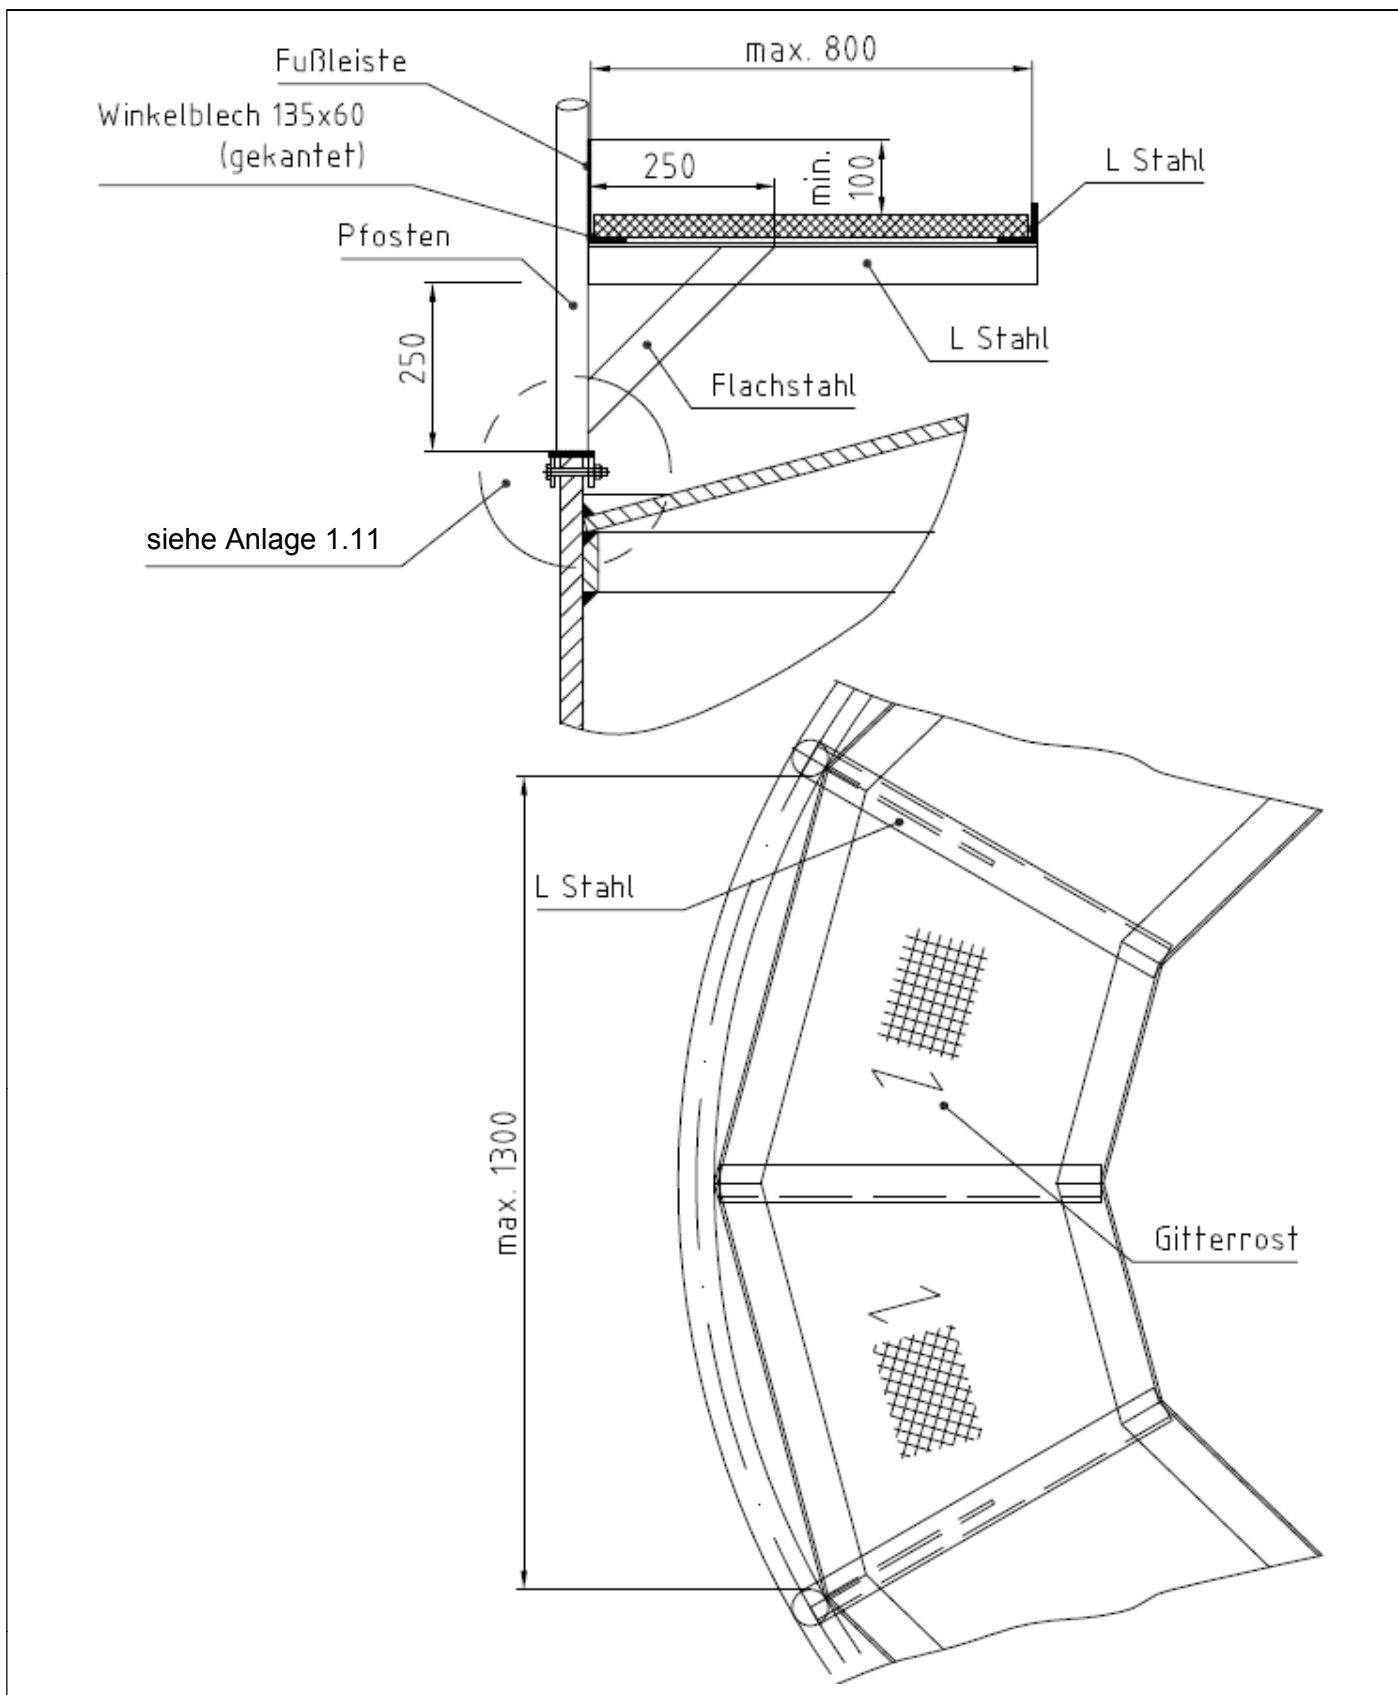 Fußleiste
max. 800
Winkelblech 135x60
(gekantet)
250
min.
100
L Stahl
Pfosten
250
L Stahl
Flachstahl
siehe Anlage 1.11
L Stahl
max. 1300
Gitterrost